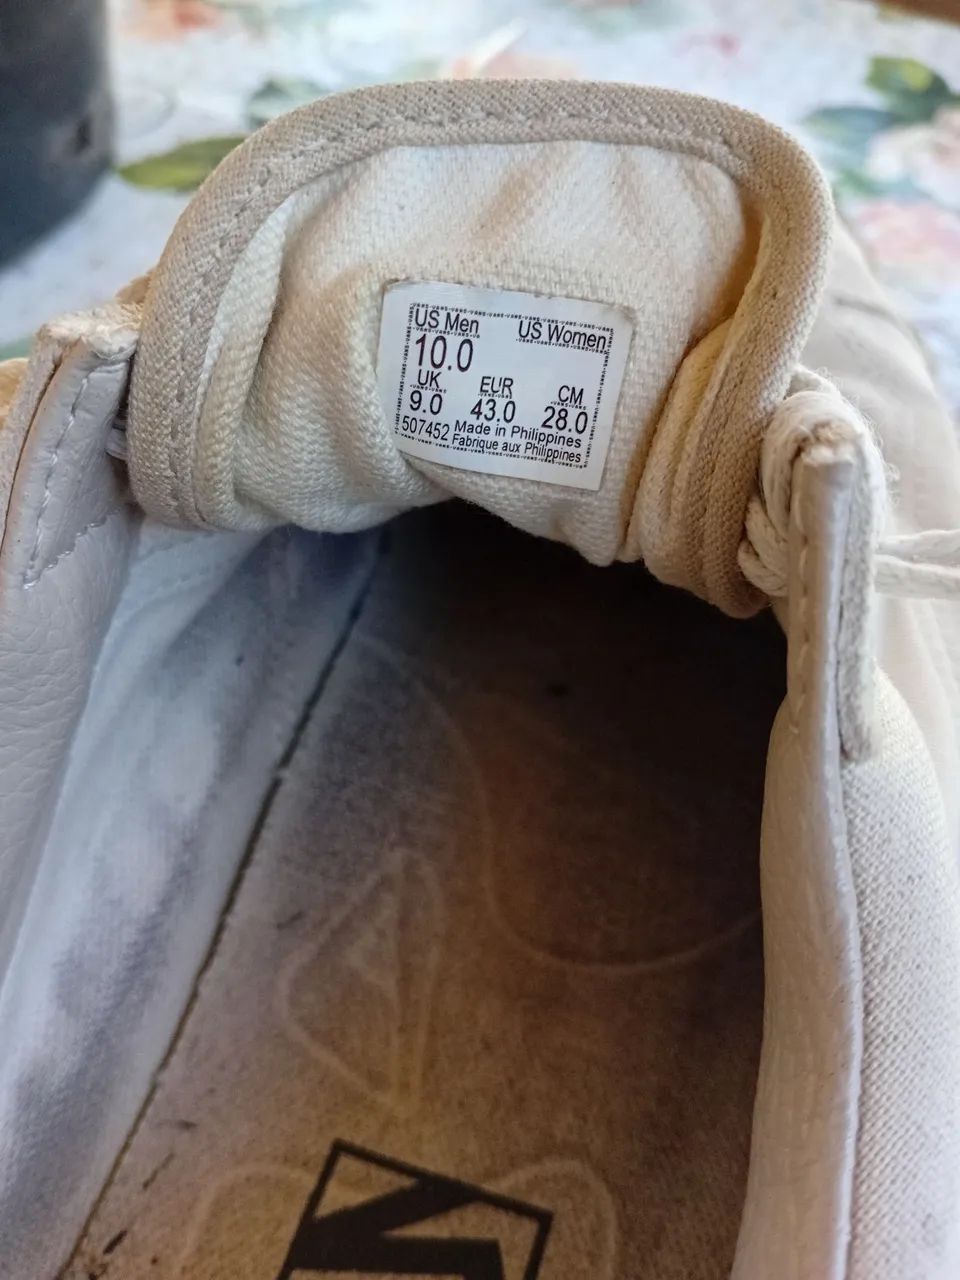 US Men US Women
10.0
UK EUR CM
9.0 43.0 28.0
507452 Made in Philippines
Fabrique aux Philippines